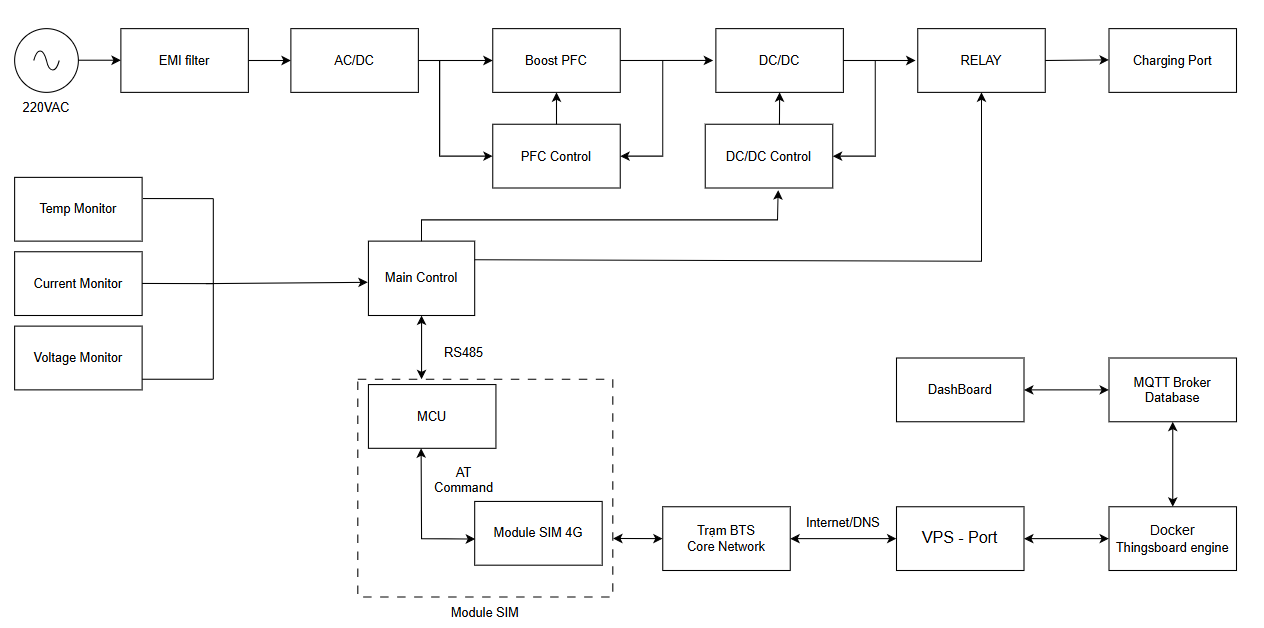 EMI filter
AC/DC
Boost PFC
DC/DC
RELAY
Charging Port
220VAC
PFC Control
DC/DC Control
Temp Monitor
Current Monitor
Voltage Monitor
Main Control
RS485
MCU
AT
Command
Module SIM 4G
Module SIM
Trạm BTS
Core Network
Internet/DNS
VPS - Port
DashBoard
MQTT Broker
Database
Docker
Thingsboard engine